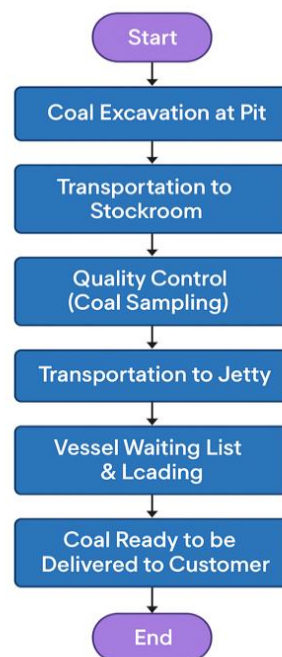 Start
Coal Excavation at Pit
Transportation to
Stockroom
Quality Control
(Coal Sampling)
Transportation to Jetty
Vessel Waiting List
& Lcading
Coal Ready to be
Delivered to Customer
End